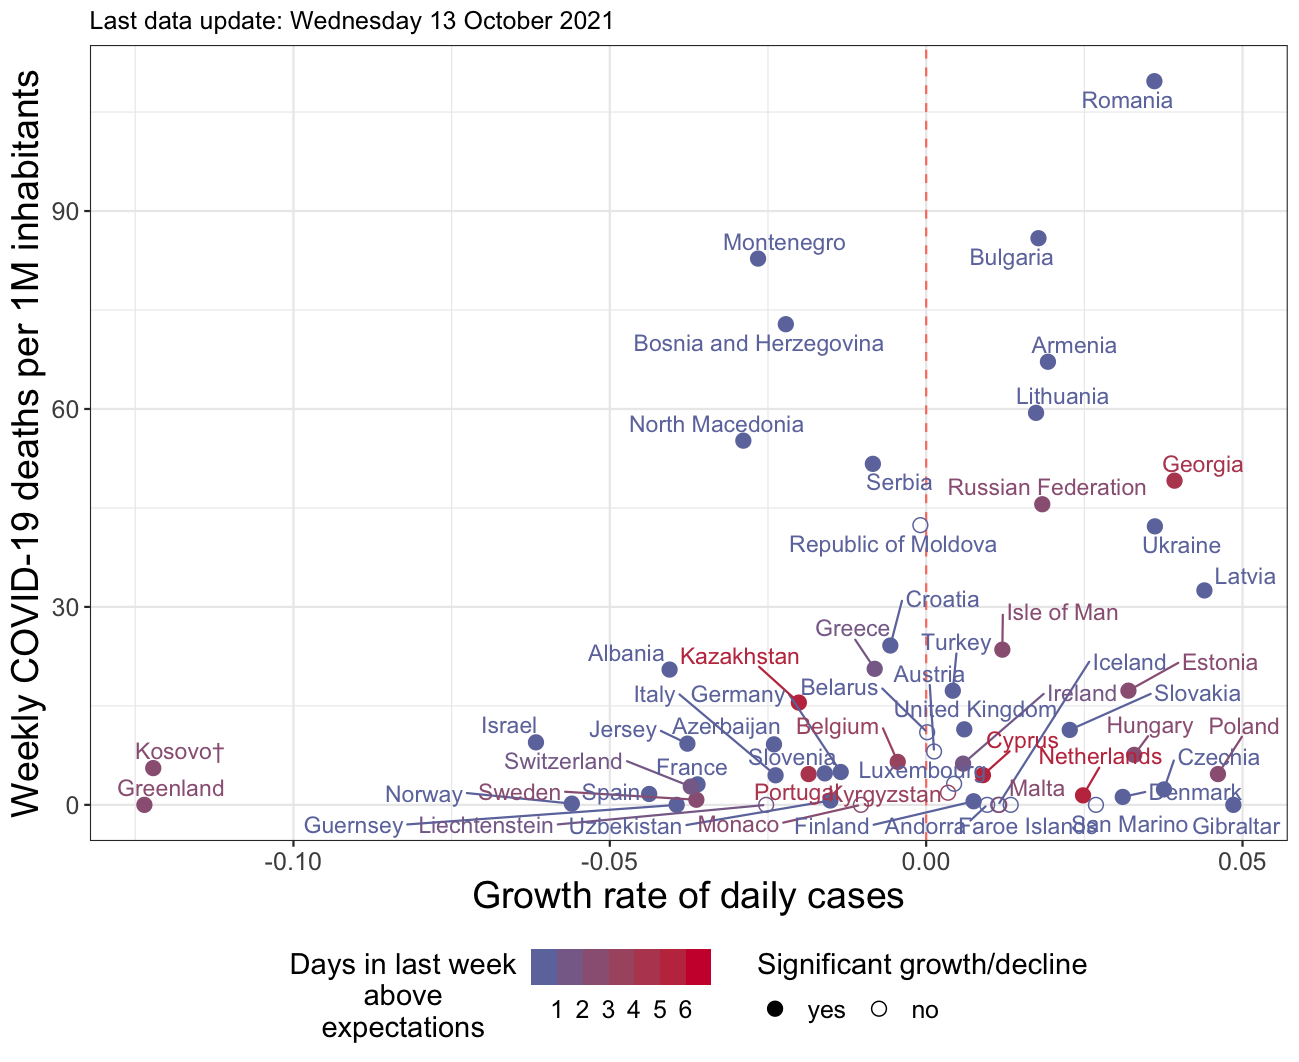 Last data update: Wednesday 13 October 2021
Weekly COVID-19 deaths per 1M inhabitants
Romania
90
Montenegro
Bulgaria
Bosnia and Herzegovina
Armenia
60
Lithuania
North Macedonia
Georgia
Serbia
Russian Federation
Republic of Moldova
Ukraine
Latvia
30
Croatia
Isle of Man
Greece
Turkey
Albania
Kazakhstan
Austria
Iceland
Estonia
Italy
Germany
Belarus
Ireland
Slovakia
United Kingdom
Israel
Jersey
Azerbaijan
Belgium
Hungary
Poland
Cyprus
Kosovo†
Switzerland
France
Slovenia
Luxembourg
Netherlands
Czechia
Greenland
Norway
Sweden
Spain
Portugal
Kyrgyzstan
Malta
Denmark
0
Guernsey
Liechtenstein
Uzbekistan
Monaco
Finland
Andorra
Faroe Islands
San Marino
Gibraltar
-0.10 -0.05 0.00 0.05
Growth rate of daily cases
Days in last week
above
expectations
1 2 3 4 5 6
Significant growth/decline
yes no